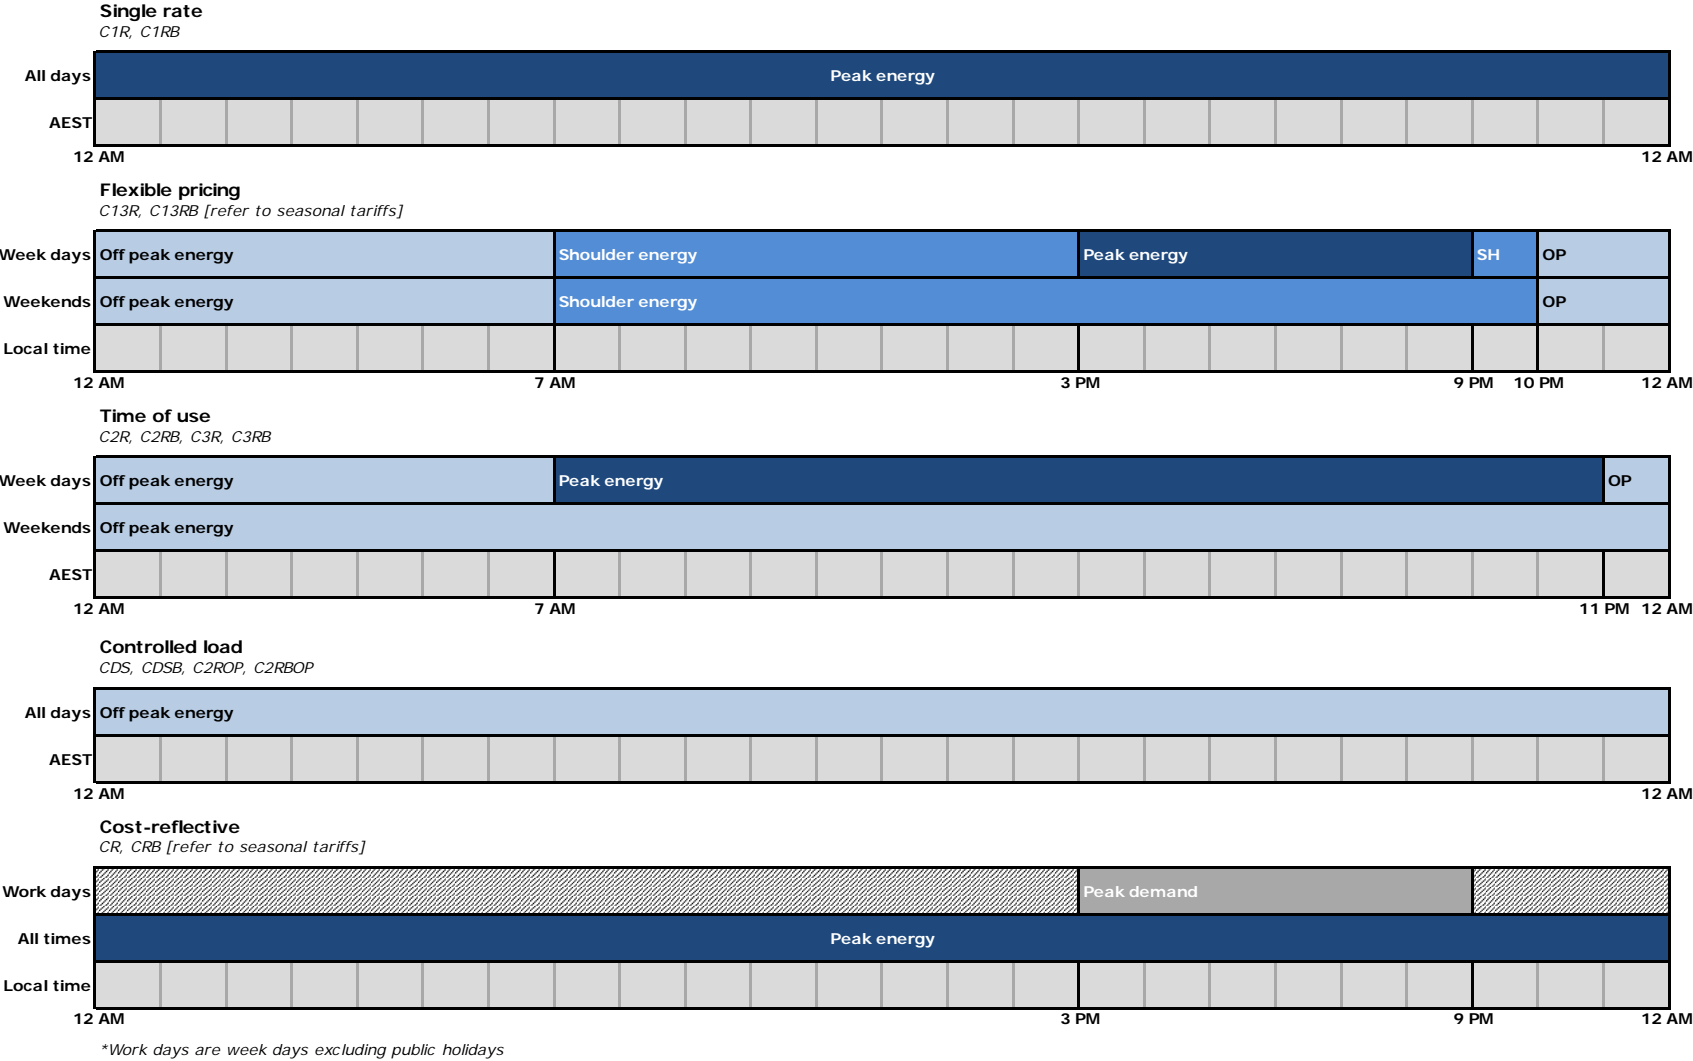 Single rate
C1R, C1RB
All days Peak energy
AEST
12 AM 12 AM
Flexible pricing
C13R, C13RB [refer to seasonal tariffs]
Week days Off peak energy Shoulder energy Peak energy SH OP
Weekends Off peak energy Shoulder energy OP
Local time
12 AM 7 AM 3 PM 9 PM 10 PM 12 AM
Time of use
C2R, C2RB, C3R, C3RB
Week days Off peak energy Peak energy OP
Weekends Off peak energy
AEST
12 AM 7 AM 11 PM 12 AM
Controlled load
CDS, CDSB, C2ROP, C2RBOP
All days Off peak energy
AEST
12 AM 12 AM
Cost-reflective
CR, CRB [refer to seasonal tariffs]
Work days Peak demand
All times Peak energy
Local time
12 AM 3 PM 9 PM 12 AM
*Work days are week days excluding public holidays